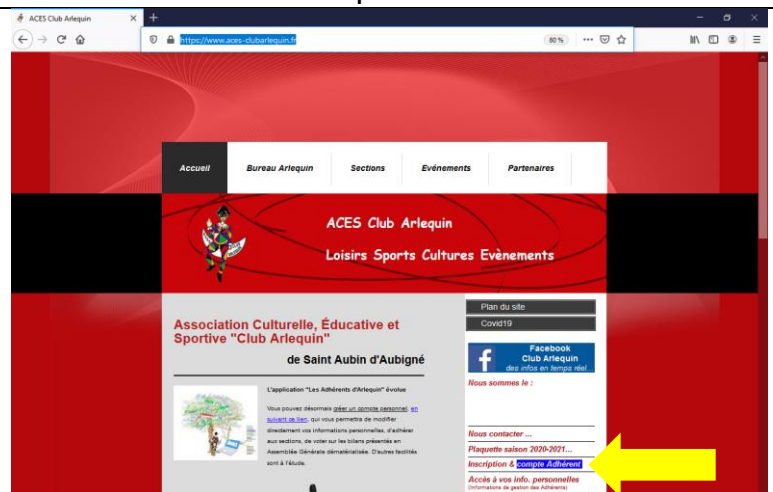 ACES Club Arlequin
https://www.aces-clubarlequin.fr
80 %
Accueil
Bureau Arlequin
Sections
Evénements
Partenaires
ACES Club Arlequin
Loisirs Sports Cultures Evènements
Association Culturelle, Éducative et
Sportive "Club Arlequin"
de Saint Aubin d'Aubigné
L'application "Les Adhérents d'Arlequin" évolue
Vous pouvez désormais créer un compte personnel, en
suivant ce lien, qui vous permettra de modifier
directement vos informations personnelles, d'adhérer
aux sections, de voter sur les bilans présentés en
Assemblée Générale dématérialisée. D'autres facilités
sont à l'étude.
Plan du site
Covid19
Facebook
Club Arlequin
des infos en temps réel...
Nous sommes le :
Nous contacter ...
Plaquette saison 2020-2021...
Inscription & compte Adhérent
Accès à vos info. personnelles
(Informations de gestion des Adhérents)